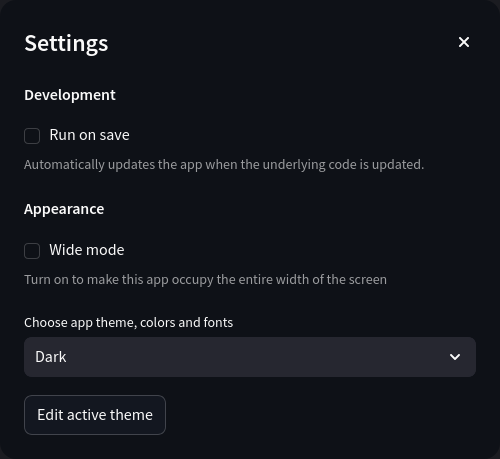 Settings
Development
Run on save
Automatically updates the app when the underlying code is updated.
Appearance
Wide mode
Turn on to make this app occupy the entire width of the screen
Choose app theme, colors and fonts
Dark
Edit active theme